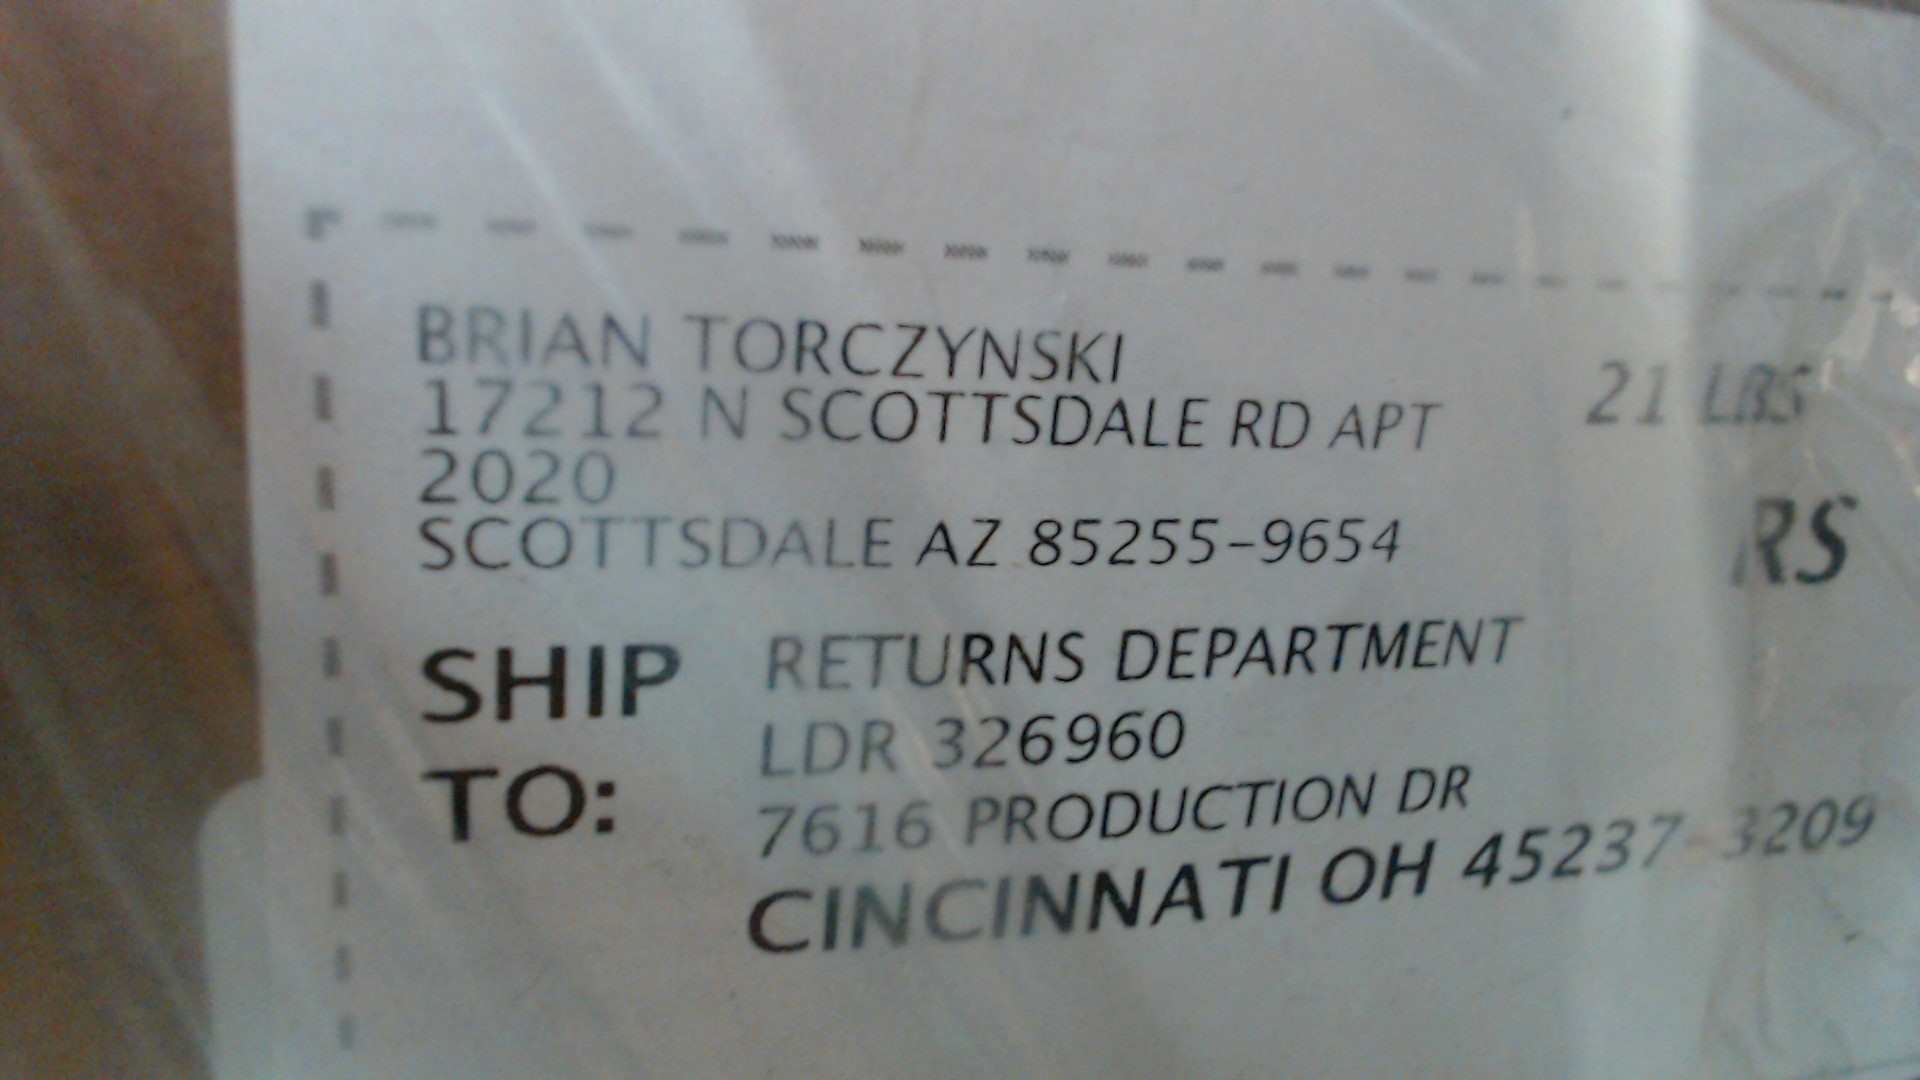 BRIAN TORCZYNSKI
17212 N SCOTTSDALE RD APT
2020
SCOTTSDALE AZ 85255-9654
21 LBS
RS
SHIP
TO:
RETURNS DEPARTMENT
LDR 326960
7616 PRODUCTION DR
CINCINNATI OH 45237-3209